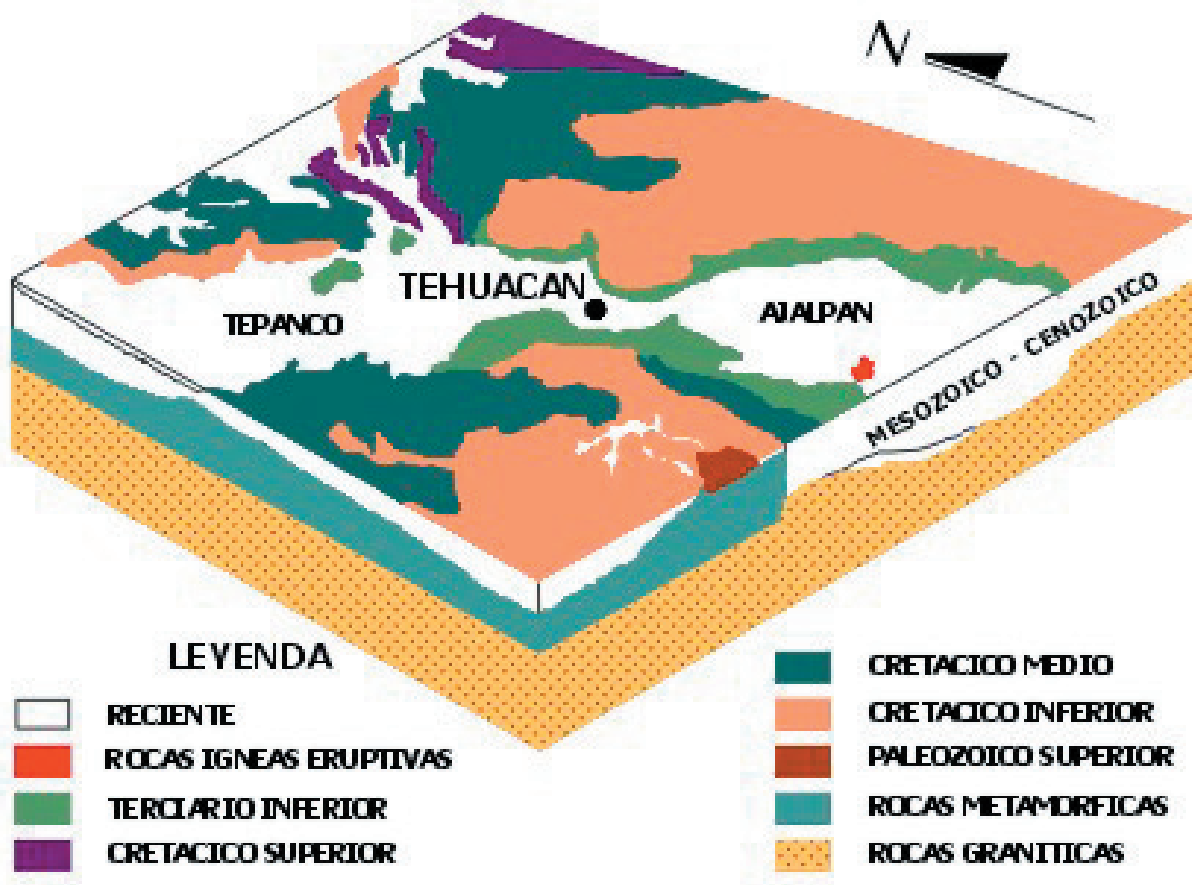 N
TEHUACAN
TEPANCO
AJALPAN
MESOZOICO - CENOZOICO
LEYENDA
RECIENTE
ROCAS IGNEAS ERUPTIVAS
TERCIARIO INFERIOR
CRETACICO SUPERIOR
CRETACICO MEDIO
CRETACICO INFERIOR
PALEOZOICO SUPERIOR
ROCAS METAMORFICAS
ROCAS GRANITICAS